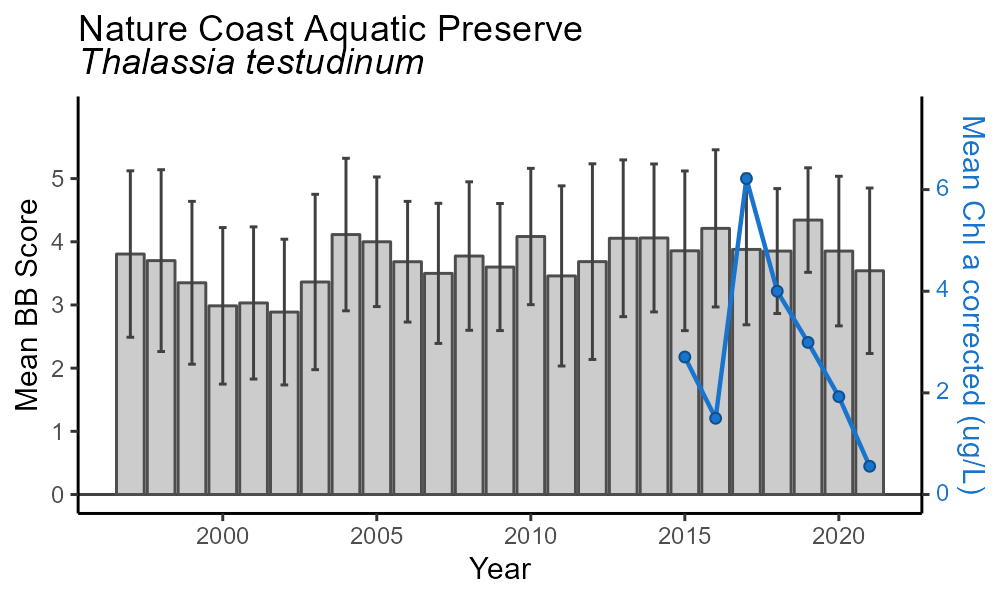 Nature Coast Aquatic Preserve
Thalassia testudinum
Mean BB Score
5
4
3
2
1
0
6
4
2
0
Mean Chl a corrected (ug/L)
2000 2005 2010 2015 2020
Year